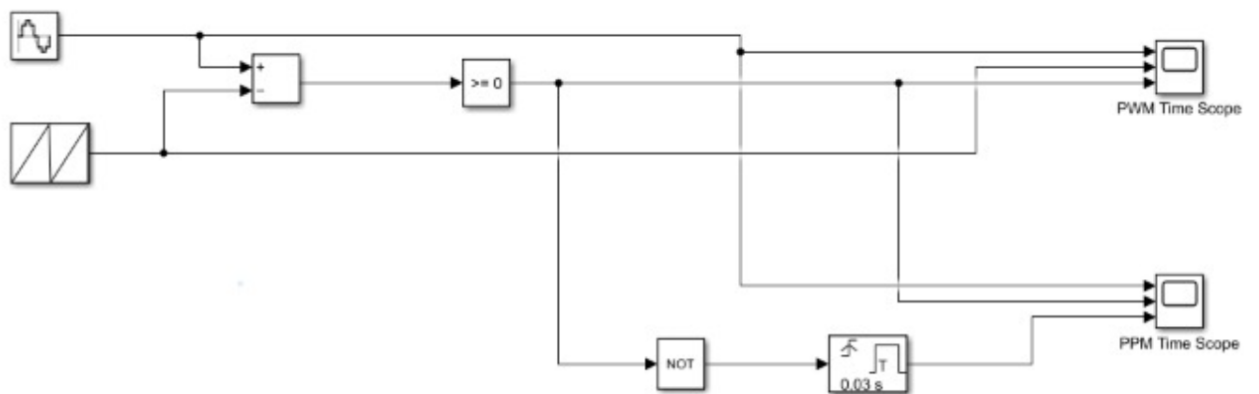 +
−
>= 0
PWM Time Scope
NOT
T
0.03 s
PPM Time Scope